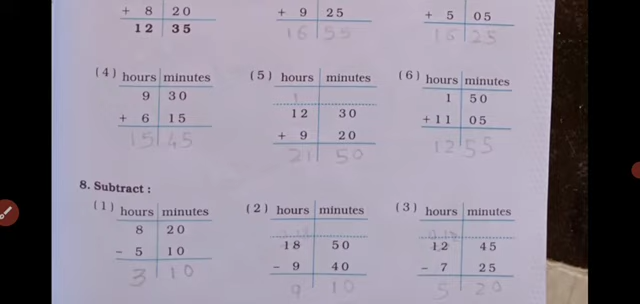 + 8 20 + 9 25 + 5 05
12 35 16 55 16 25
(4) hours minutes (5) hours minutes (6) hours minutes
9 30 1 1 50
+ 6 15 12 30 + 11 05
15 45 + 9 20 12 55
21 50
8. Subtract :
(1) hours minutes (2) hours minutes (3) hours minutes
8 20 18 50 12 45
- 5 10 - 9 40 - 7 25
3 10 9 10 5 20